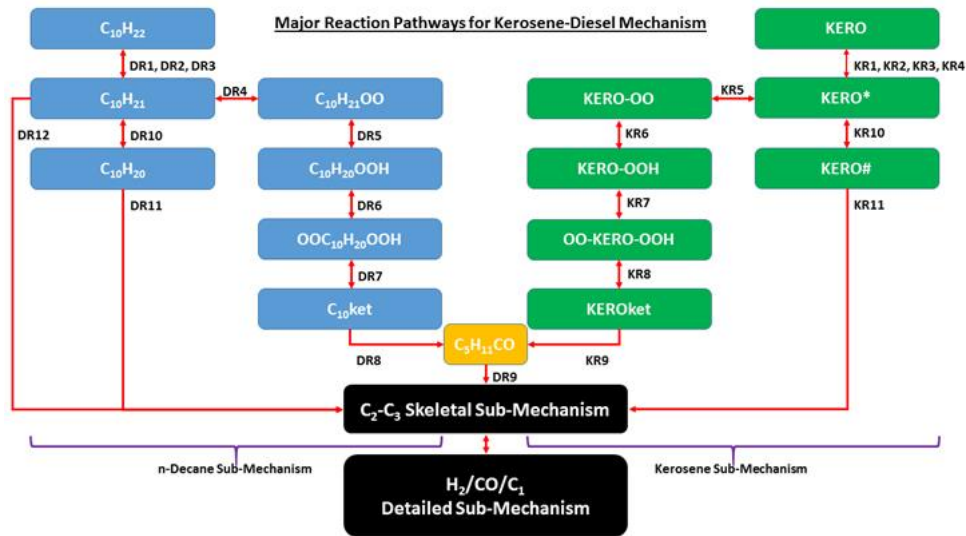 Major Reaction Pathways for Kerosene-Diesel Mechanism
C₁₀H₂₂
KERO
DR1, DR2, DR3
KR1, KR2, KR3, KR4
C₁₀H₂₁
DR4
C₁₀H₂₁OO
KERO-OO
KR5
KERO*
DR12
DR10
DR5
KR6
KR10
C₁₀H₂₀
C₁₀H₂₀OOH
KERO-OOH
KERO#
DR11
DR6
KR7
KR11
OOC₁₀H₂₀OOH
OO-KERO-OOH
DR7
KR8
C₁₀ket
KEROket
C₅H₁₁CO
DR8
KR9
DR9
C₂-C₃ Skeletal Sub-Mechanism
n-Decane Sub-Mechanism
Kerosene Sub-Mechanism
H₂/CO/C₁
Detailed Sub-Mechanism